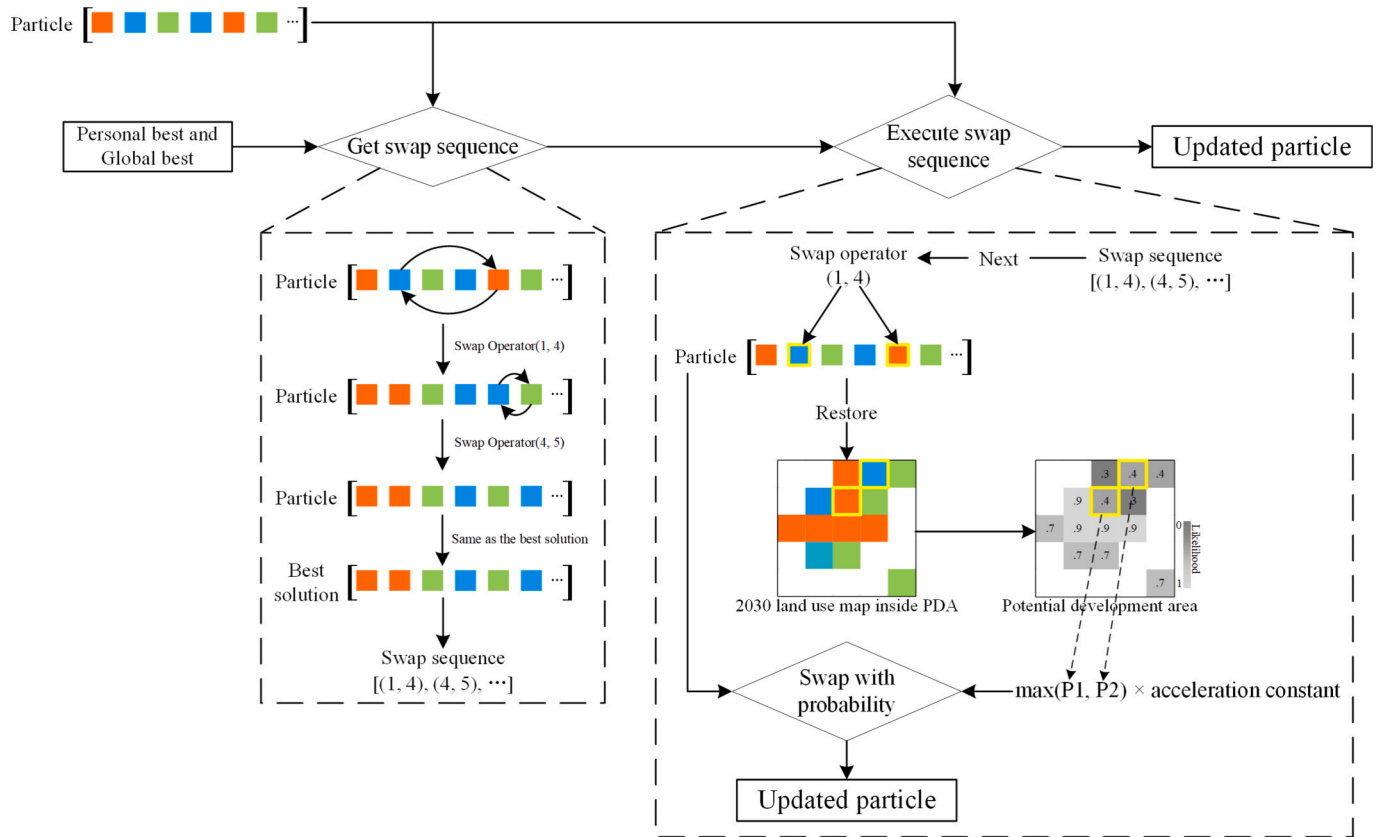 Particle [ ··· ]
Personal best and
Global best
Get swap sequence
Execute swap
sequence
Updated particle
Particle [ ··· ]
Swap Operator(1, 4)
Particle [ ··· ]
Swap Operator(4, 5)
Particle [ ··· ]
Same as the best solution
Best
solution [ ··· ]
Swap sequence
[(1, 4), (4, 5), ···]
Swap operator
(1, 4)
Next
Swap sequence
[(1, 4), (4, 5), ···]
Particle [ ··· ]
Restore
2030 land use map inside PDA
.3 .4 .4
.9 .4 .3
.7 .9 .9 .9
.7 .7
.7
0
Likelihood
1
Potential development area
Swap with
probability
max(P1, P2) × acceleration constant
Updated particle